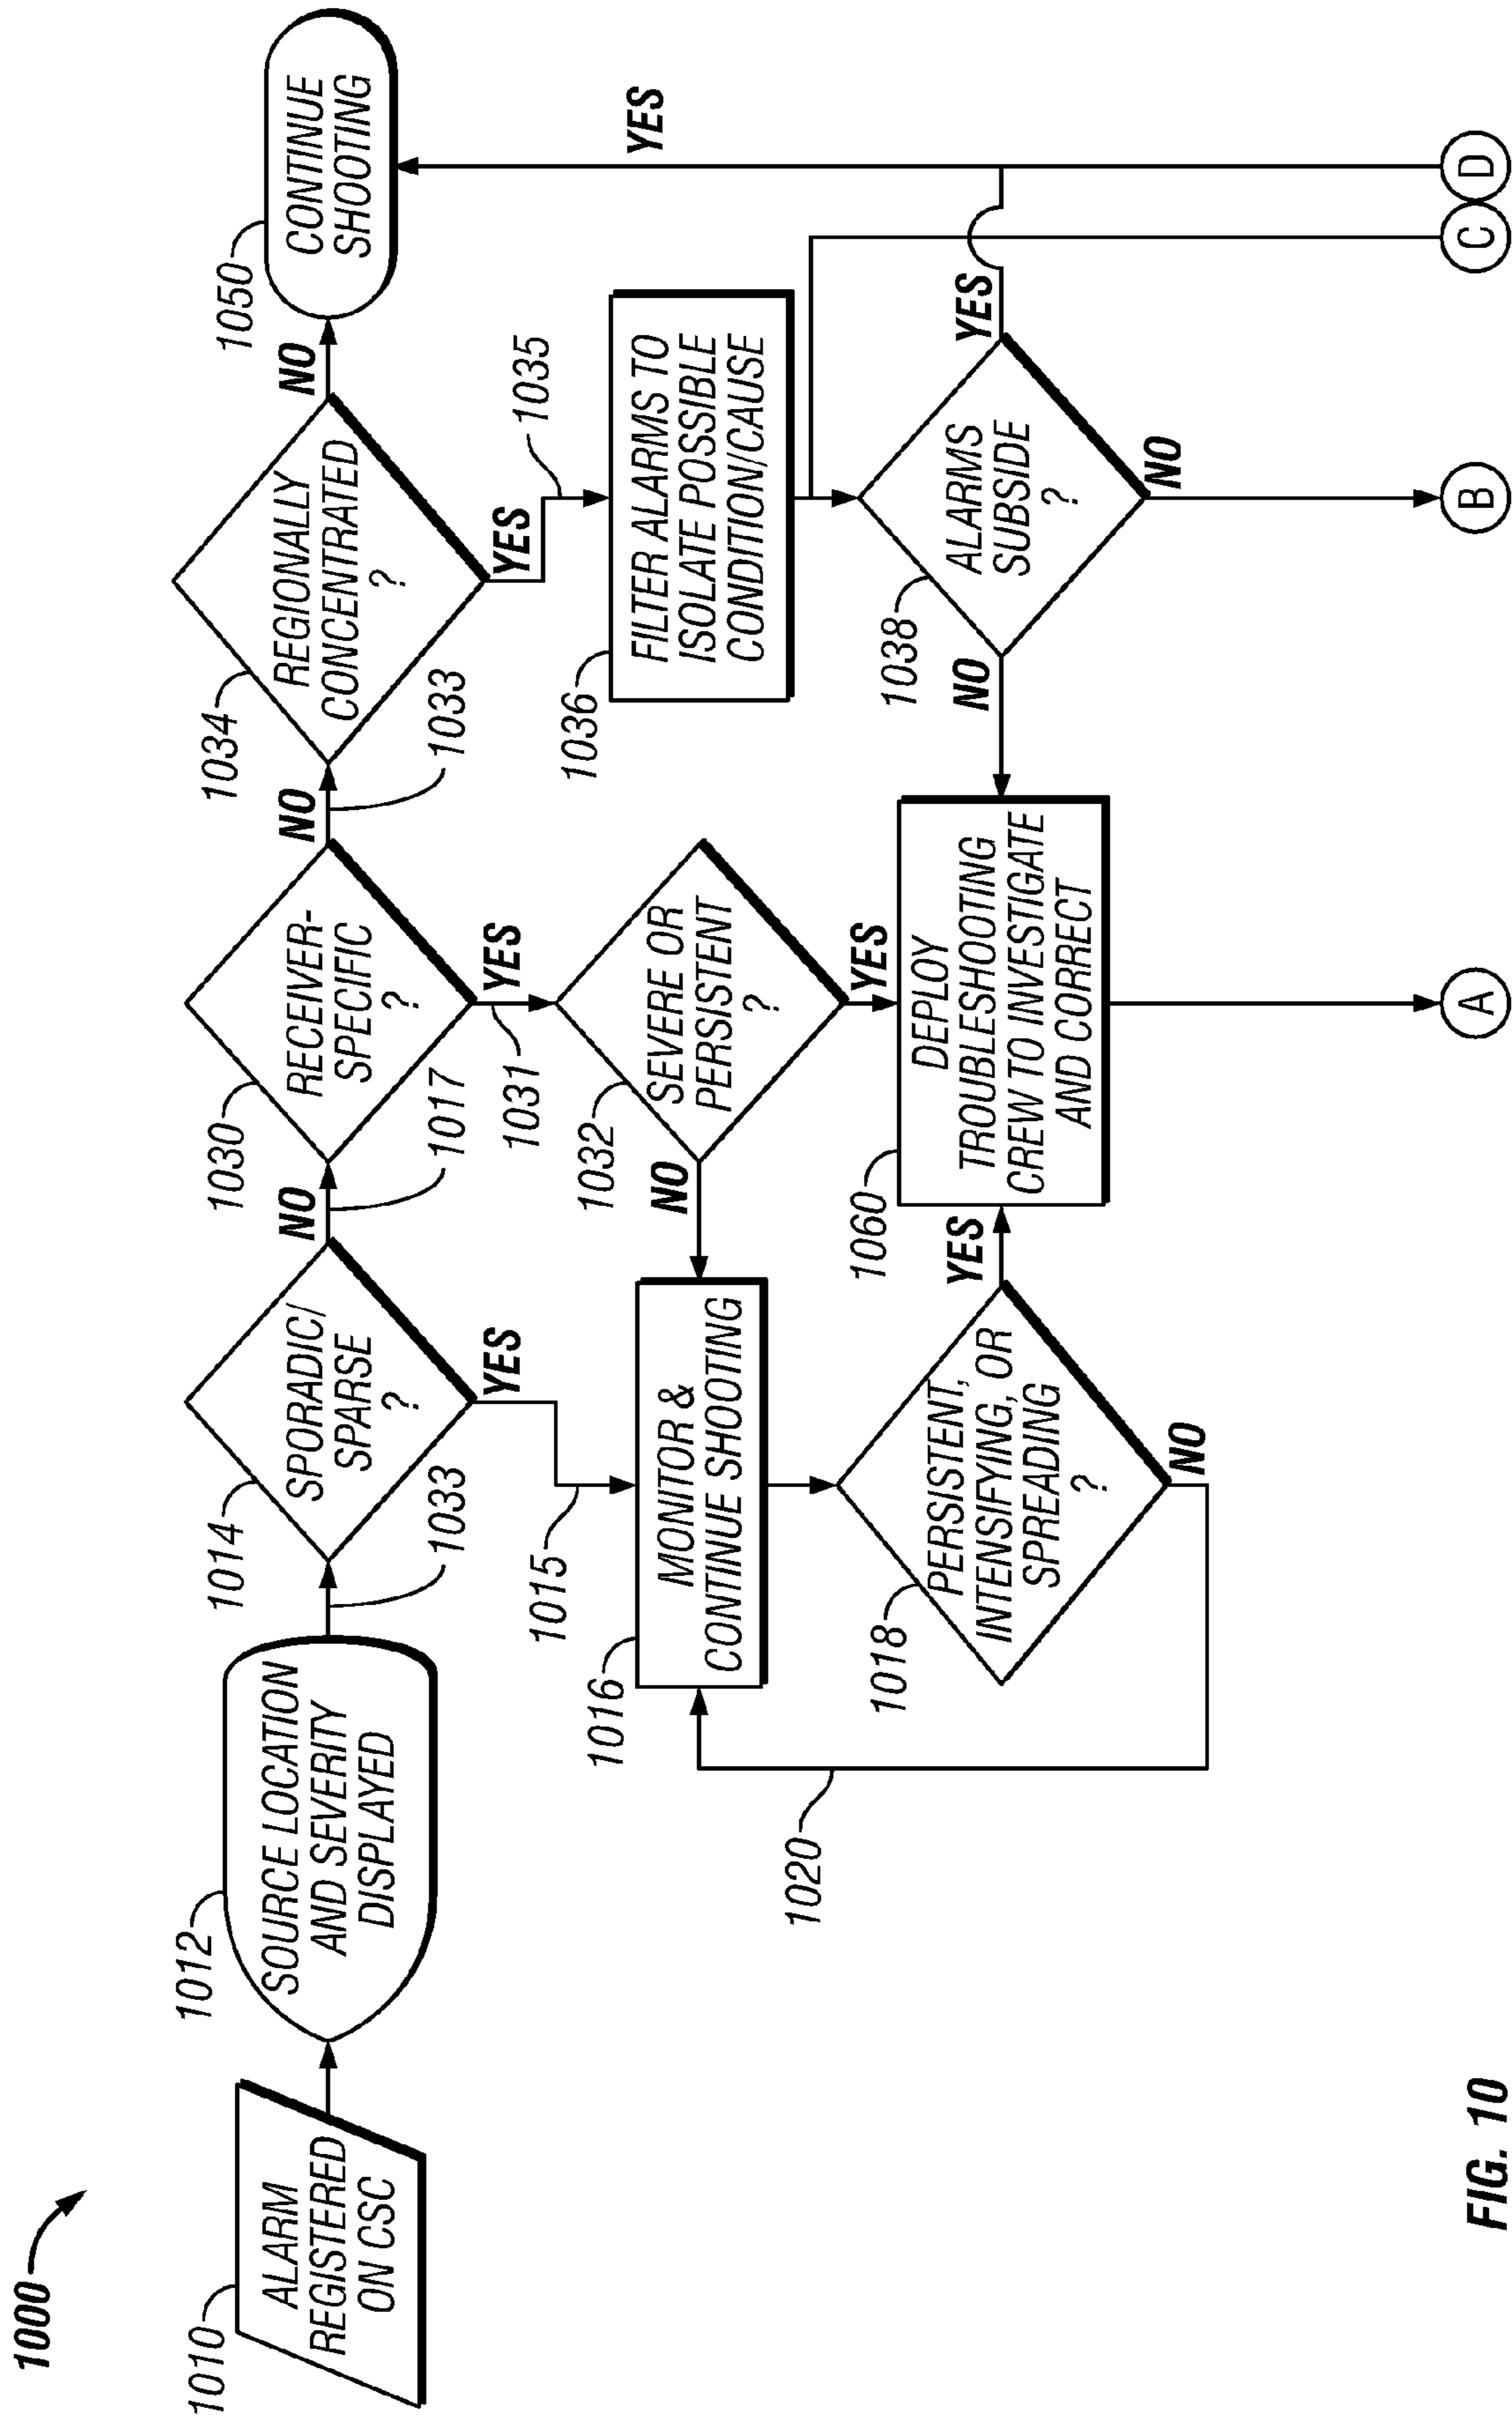 1000
1010
ALARM
REGISTERED
ON CSC
1012
SOURCE LOCATION
AND SEVERITY
DISPLAYED
1033
1014
SPORADIC/
SPARSE
?
NO
YES
1015
1017
1030
RECEIVER-
SPECIFIC
?
NO
YES
1031
1033
1034
REGIONALLY
CONCENTRATED
?
NO
YES
1035
1050
CONTINUE
SHOOTING
1016
MONITOR &
CONTINUE SHOOTING
1032
SEVERE OR
PERSISTENT
?
NO
YES
1036
FILTER ALARMS TO
ISOLATE POSSIBLE
CONDITION/CAUSE
YES
1020
1018
PERSISTENT,
INTENSIFYING, OR
SPREADING
?
YES
NO
1060
DEPLOY
TROUBLESHOOTING
CREW TO INVESTIGATE
AND CORRECT
1038
ALARMS
SUBSIDE
?
NO
YES
NO
A
B
C
D
FIG. 10